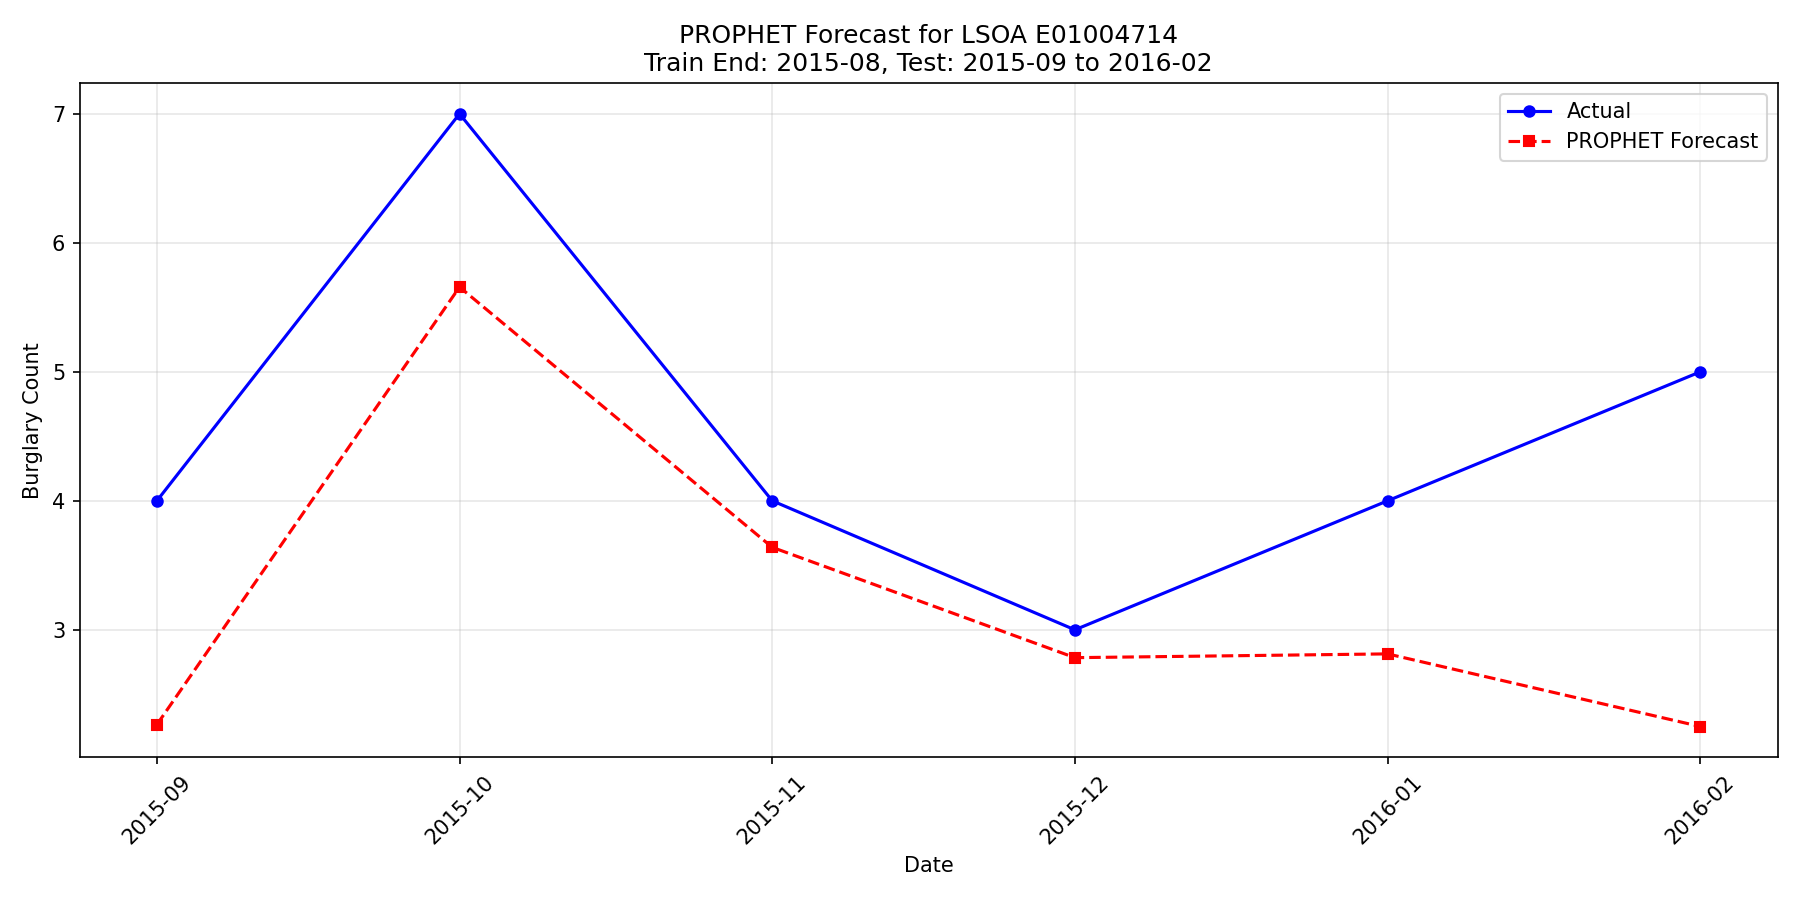 PROPHET Forecast for LSOA E01004714
Train End: 2015-08, Test: 2015-09 to 2016-02
Actual
PROPHET Forecast
Burglary Count
7
6
5
4
3
2015-09
2015-10
2015-11
2015-12
2016-01
2016-02
Date